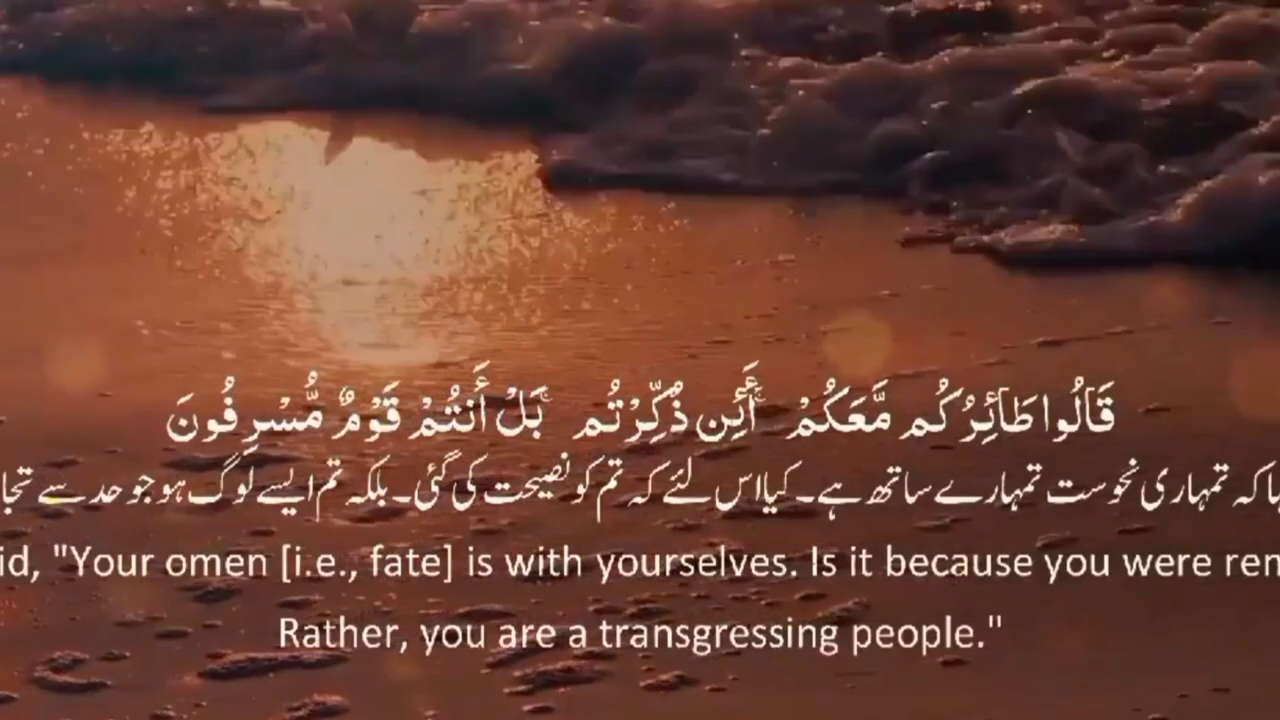 قَالُوا طَائِرُكُم مَّعَكُمْ ۚ أَئِن ذُكِّرْتُم ۚ بَلْ أَنتُمْ قَوْمٌ مُّسْرِفُونَ
کہ تمہاری نحوست تمہارے ساتھ ہے۔ کیا اس لئے کہ تم کو نصیحت کی گئی۔ بلکہ تم ایسے لوگ ہو جو حد سے
"Your omen [i.e., fate] is with yourselves. Is it because you were
Rather, you are a transgressing people."